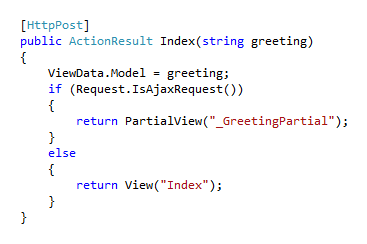 [HttpPost]
public ActionResult Index(string greeting)
{
    ViewData.Model = greeting;
    if (Request.IsAjaxRequest())
    {
        return PartialView("_GreetingPartial");
    }
    else
    {
        return View("Index");
    }
}